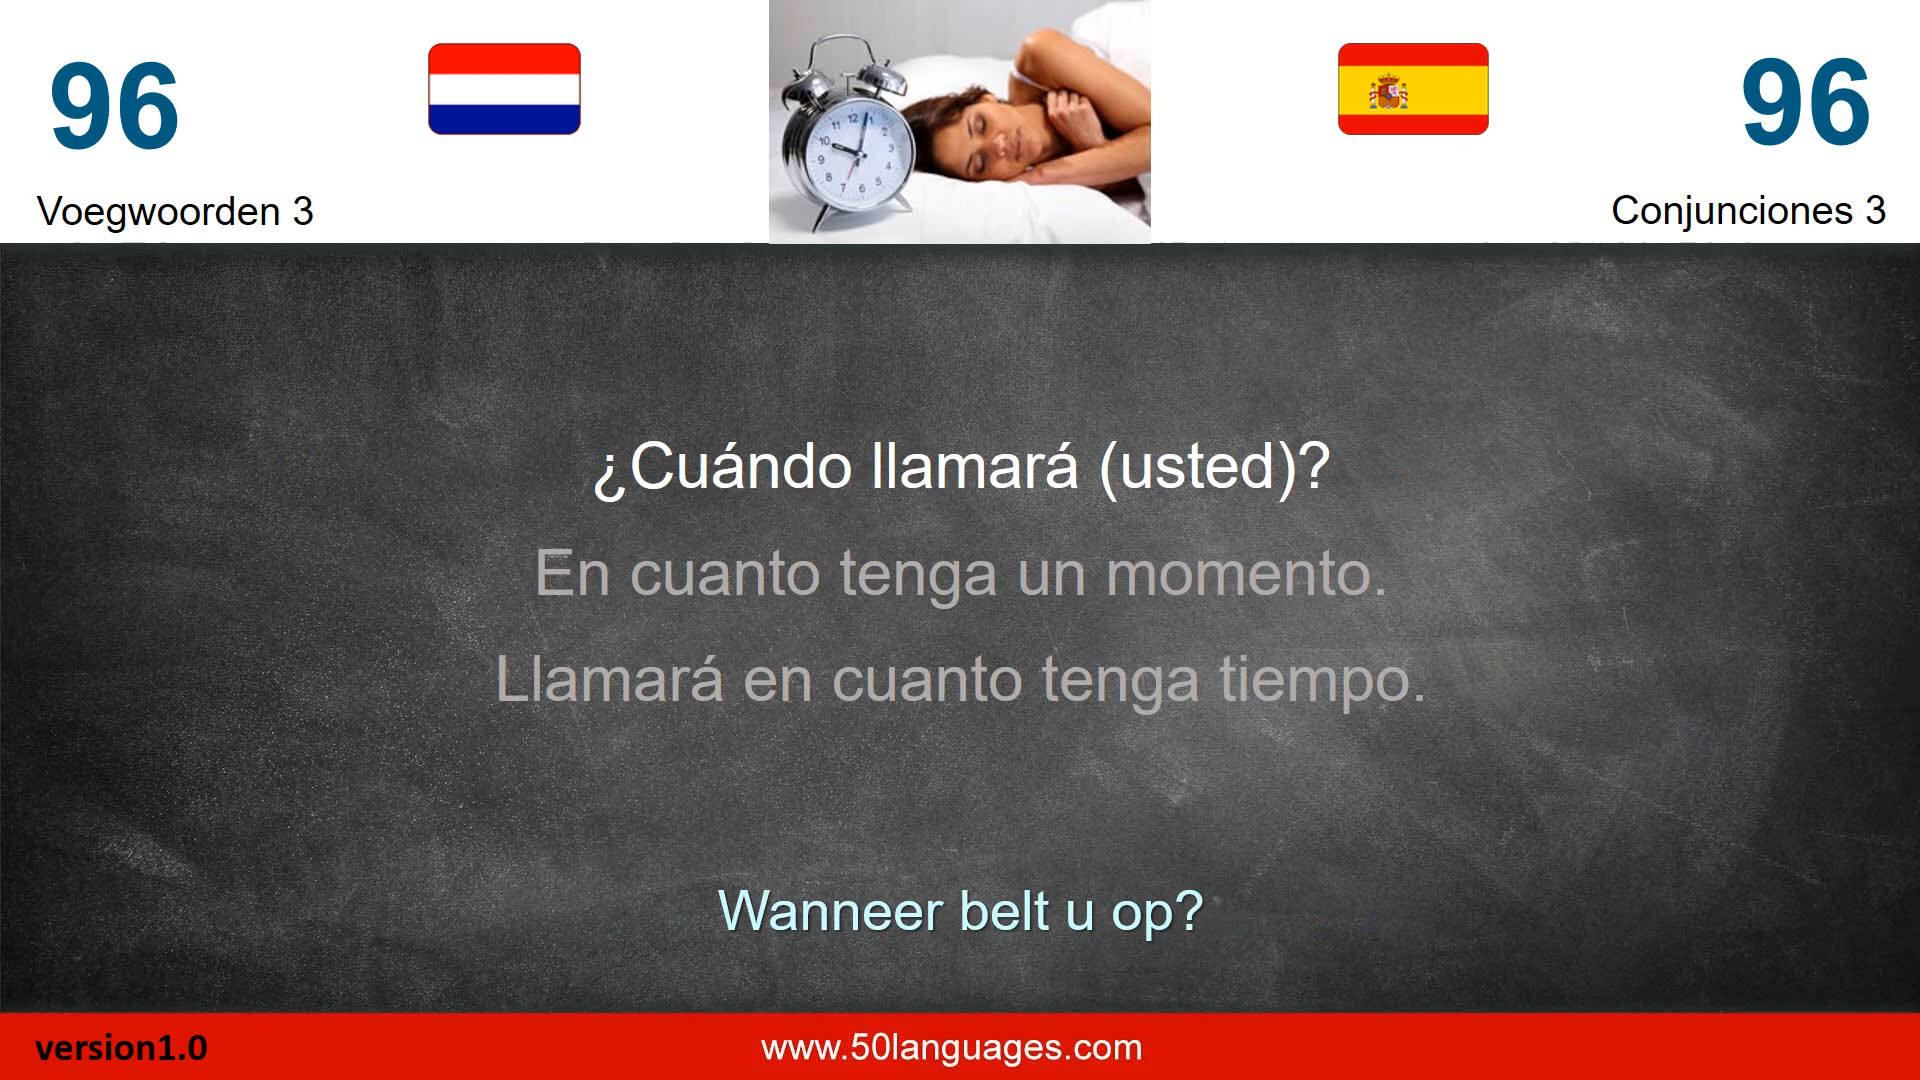 96
96
Voegwoorden 3
Conjunciones 3
¿Cuándo llamará (usted)?
En cuanto tenga un momento.
Llamará en cuanto tenga tiempo.
Wanneer belt u op?
version1.0
www.50languages.com